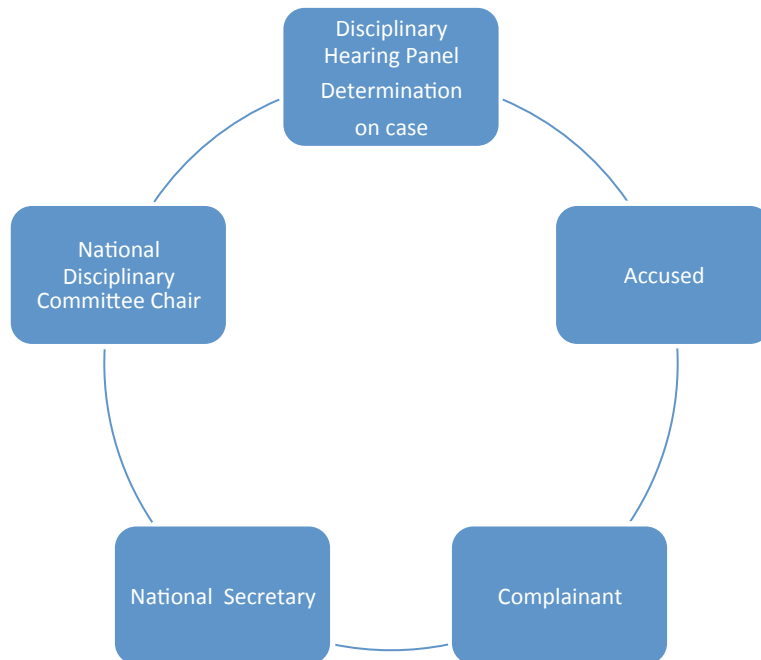 Disciplinary
Hearing Panel
Determination
on case
Accused
Complainant
National  Secretary
National
Disciplinary
Committee Chair